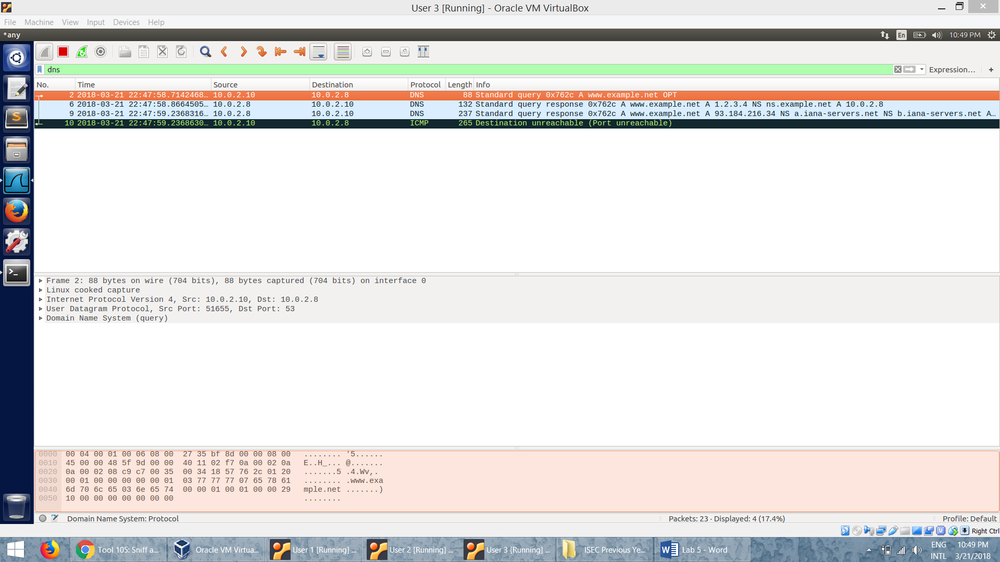 User 3 [Running] - Oracle VM VirtualBox
File Machine View Input Devices Help
*any
En
10:49 PM
dns
Expression…
+
No. Time Source Destination Protocol Length Info
2 2018-03-21 22:47:58.7142468… 10.0.2.10 10.0.2.8 DNS 88 Standard query 0x762c A www.example.net OPT
6 2018-03-21 22:47:58.8664505… 10.0.2.8 10.0.2.10 DNS 132 Standard query response 0x762c A www.example.net A 1.2.3.4 NS ns.example.net A 10.0.2.8
9 2018-03-21 22:47:59.2368316… 10.0.2.8 10.0.2.10 DNS 237 Standard query response 0x762c A www.example.net A 93.184.216.34 NS a.iana-servers.net NS b.iana-servers.net A…
10 2018-03-21 22:47:59.2368630… 10.0.2.10 10.0.2.8 ICMP 265 Destination unreachable (Port unreachable)
Frame 2: 88 bytes on wire (704 bits), 88 bytes captured (704 bits) on interface 0
Linux cooked capture
Internet Protocol Version 4, Src: 10.0.2.10, Dst: 10.0.2.8
User Datagram Protocol, Src Port: 51655, Dst Port: 53
Domain Name System (query)
0000 00 04 00 01 00 06 08 00 27 35 bf 8d 00 00 08 00 ........ '5......
0010 45 00 00 48 5f 9d 00 00 40 11 02 f7 0a 00 02 0a E..H_... @.......
0020 0a 00 02 08 c9 c7 00 35 00 34 18 57 76 2c 01 20 .......5 .4.Wv,.
0030 00 01 00 00 00 00 00 01 03 77 77 77 07 65 78 61 ........ .www.exa
0040 6d 70 6c 65 03 6e 65 74 00 00 01 00 01 00 00 29 mple.net .......)
0050 10 00 00 00 00 00 00 00 ........
Domain Name System: Protocol
Packets: 23 · Displayed: 4 (17.4%)
Profile: Default
Right Ctrl
Tool 105: Sniff a...
Oracle VM Virtua...
User 1 [Running] ...
User 2 [Running] ...
User 3 [Running] ...
ISEC Previous Ye...
Lab 5 - Word
ENG
INTL
10:49 PM
3/21/2018